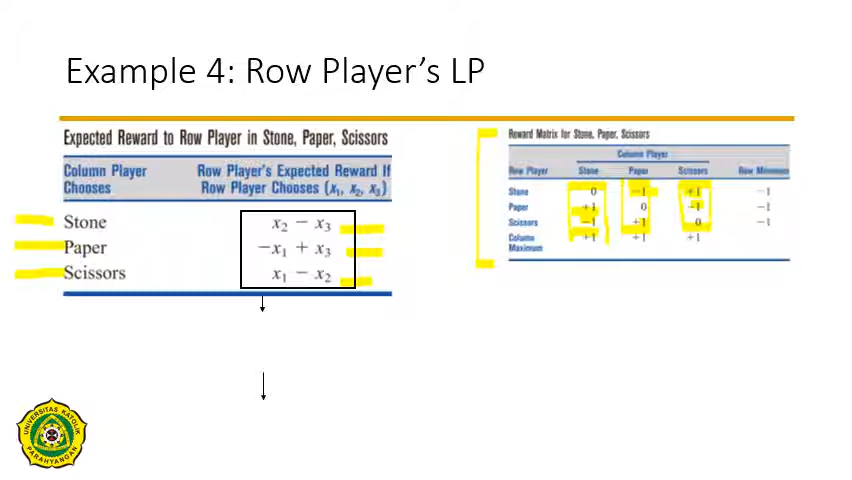 Example 4: Row Player's LP
Expected Reward to Row Player in Stone, Paper, Scissors
Column Player Chooses
Row Player's Expected Reward If Row Player Chooses (x₁, x₂, x₃)
Stone x₂ − x₃
Paper −x₁ + x₃
Scissors x₁ − x₂
Reward Matrix for Stone, Paper, Scissors
Column Player
Row Player Stone Paper Scissors Row Minimum
Stone 0 −1 +1 −1
Paper +1 0 −1 −1
Scissors −1 +1 0 −1
Column +1 +1 +1
Maximum
UNIVERSITAS KATOLIK
PARAHYANGAN